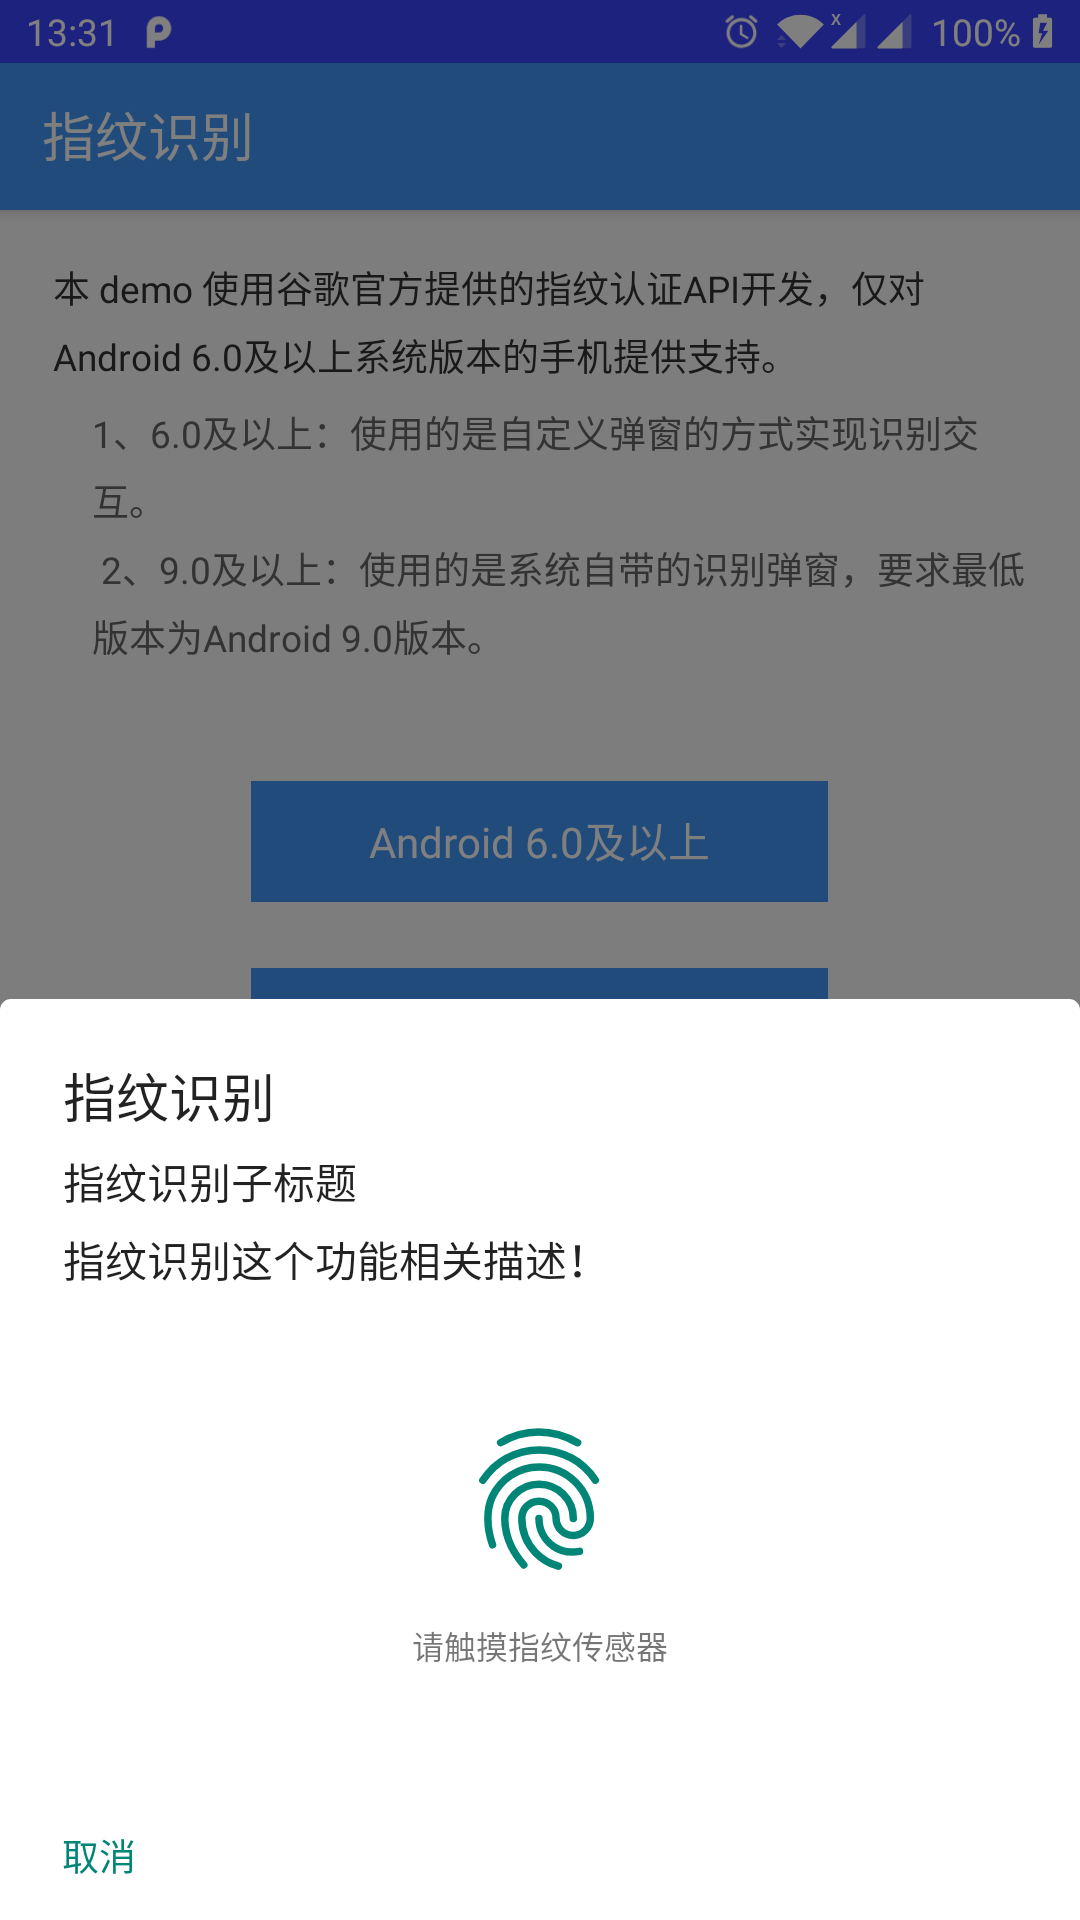 13:31
100%
指纹识别
本 demo 使用谷歌官方提供的指纹认证API开发，仅对
Android 6.0及以上系统版本的手机提供支持。
1、6.0及以上：使用的是自定义弹窗的方式实现识别交
互。
2、9.0及以上：使用的是系统自带的识别弹窗，要求最低
版本为Android 9.0版本。
Android 6.0及以上
指纹识别
指纹识别子标题
指纹识别这个功能相关描述！
请触摸指纹传感器
取消